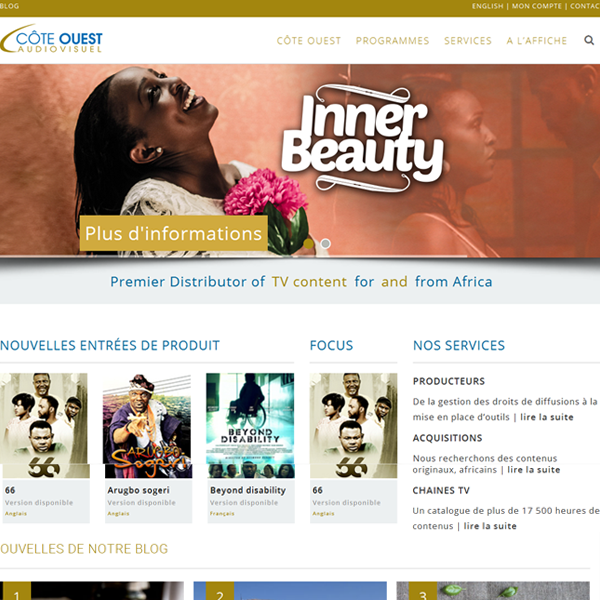 BLOG
ENGLISH | MON COMPTE | Contac
CÔTE OUEST
AUDIOVISUEL
CÔTE OUEST PROGRAMMES SERVICES A L'AFFICHE
Inner
Beauty
Plus d'informations
Premier Distributor of TV content for and from Africa
NOUVELLES ENTRÉES DE PRODUIT
66
66
Version disponible
Anglais
ARUGBO
Sogeri
Arugbo sogeri
Version disponible
Anglais
BEYOND
DISABILITY
Beyond disability
Version disponible
Français
FOCUS
66
66
Version disponible
Anglais
NOS SERVICES
PRODUCTEURS
De la gestion des droits de diffusions à la
mise en place d'outils | lire la suite
ACQUISITIONS
Nous recherchons des contenus
originaux, africains | lire la suite
CHAINES TV
Un catalogue de plus de 17 500 heures de
contenus | lire la suite
OUVELLES DE NOTRE BLOG
1
2
3